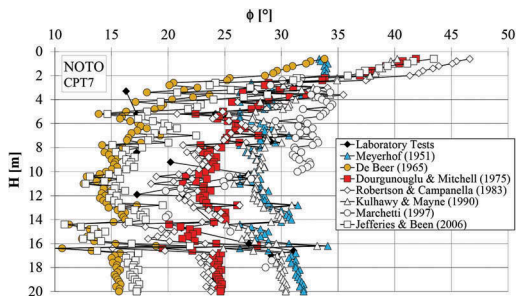 ϕ [°]
10 15 20 25 30 35 40 45 50
H [m]
0
2
4
6
8
10
12
14
16
18
20
NOTO
CPT7
Laboratory Tests
Meyerhof (1951)
De Beer (1965)
Dourgunouglu & Mitchell (1975)
Robertson & Campanella (1983)
Kulhawy & Mayne (1990)
Marchetti (1997)
Jefferies & Been (2006)